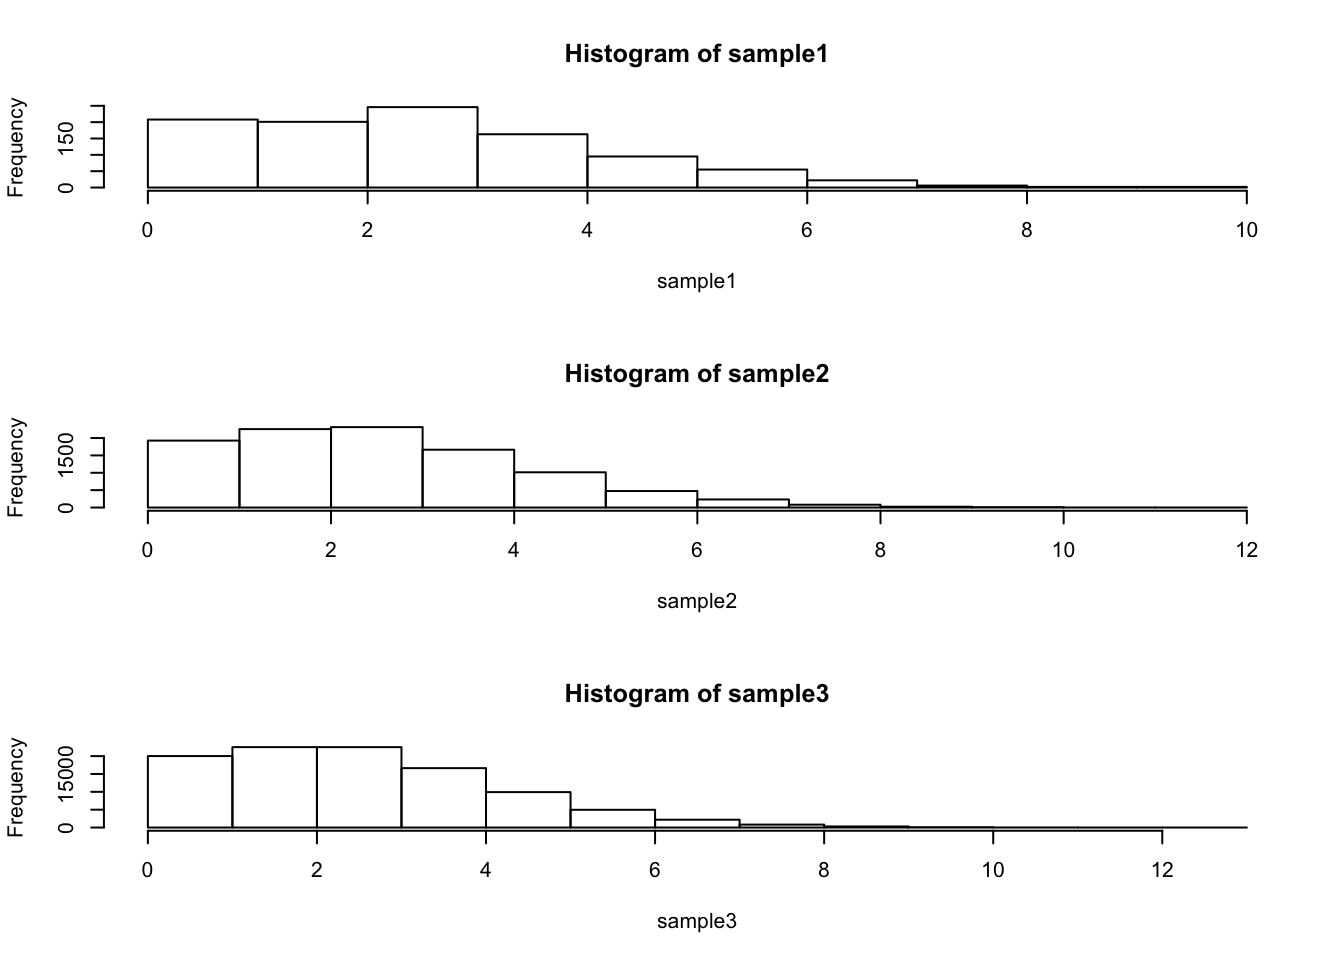 Histogram of sample1
Frequency
150
0
0 2 4 6 8 10
sample1
Histogram of sample2
Frequency
1500
0
0 2 4 6 8 10 12
sample2
Histogram of sample3
Frequency
15000
0
0 2 4 6 8 10 12
sample3